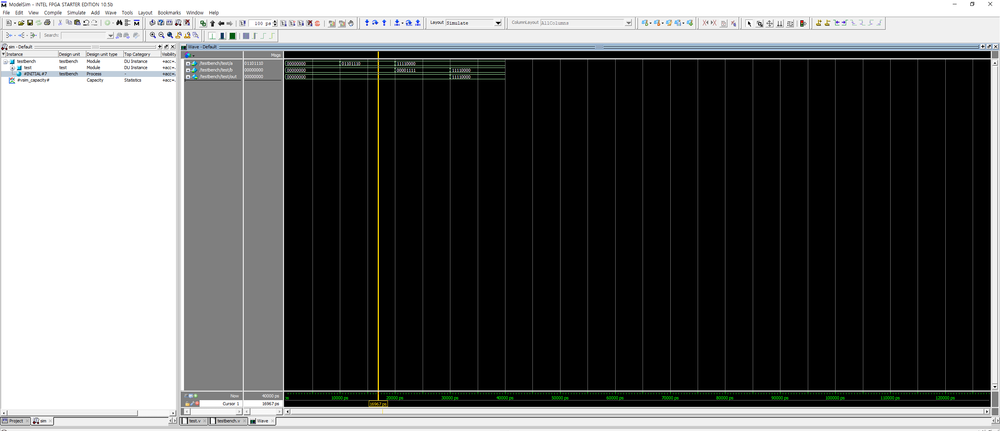 ModelSim - INTEL FPGA STARTER EDITION 10.5b
File Edit View Compile Simulate Add Wave Tools Layout Bookmarks Window Help
100 ps
Layout Simulate
ColumnLayout AllColumns
Search:
sim - Default
Instance Design unit Design unit type Top Category Visibility
testbench testbench Module DU Instance +acc=.
test test Module DU Instance +acc=.
#INITIAL#7 testbench Process - +acc=.
#vsim_capacity# Capacity Statistics +acc=.
Wave - Default
Msgs
/testbench/test/a 01101110 00000000 01101110 11110000
/testbench/test/b 00000000 00000000 00001111 11110000
/testbench/test/out 00000000 00000000 11110000
Now 40000 ps
ps 10000 ps 20000 ps 30000 ps 40000 ps 50000 ps 60000 ps 70000 ps 80000 ps 90000 ps 100000 ps 110000 ps 120000 ps
Cursor 1 16967 ps
16967 ps
Project sim
test.v testbench.v Wave